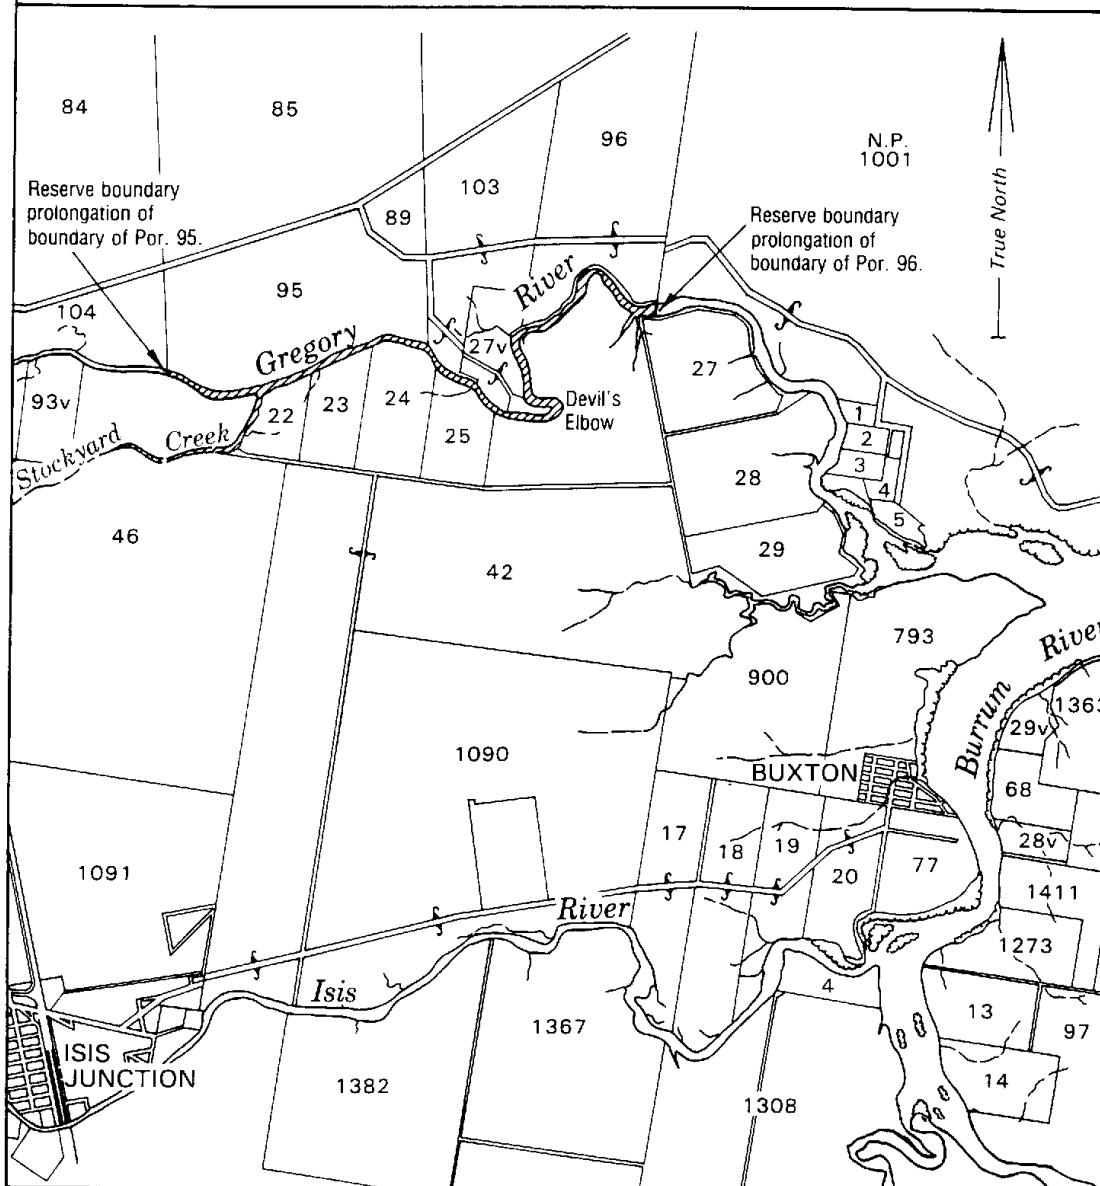 84
85
96
N.P.
1001
True North
Reserve boundary
prolongation of
boundary of Por. 95.
103
89
Reserve boundary
prolongation of
boundary of Por. 96.
95
104
Gregory
River
27v
27
93v
22
23
24
25
Devil's
Elbow
Stockyard
Creek
1
2
3
4
5
28
29
46
42
793
900
Burrum
River
1363
29v
1090
BUXTON
68
28v
17
18
19
20
77
1091
1411
1273
River
Isis
4
13
97
14
1367
1382
1308
ISIS
JUNCTION